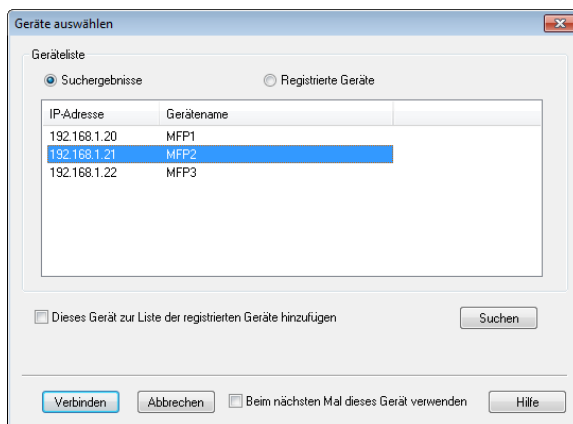 Geräte auswählen
Geräteliste
Suchergebnisse Registrierte Geräte
IP-Adresse Gerätename
192.168.1.20 MFP1
192.168.1.21 MFP2
192.168.1.22 MFP3
Dieses Gerät zur Liste der registrierten Geräte hinzufügen Suchen
Verbinden Abbrechen Beim nächsten Mal dieses Gerät verwenden Hilfe